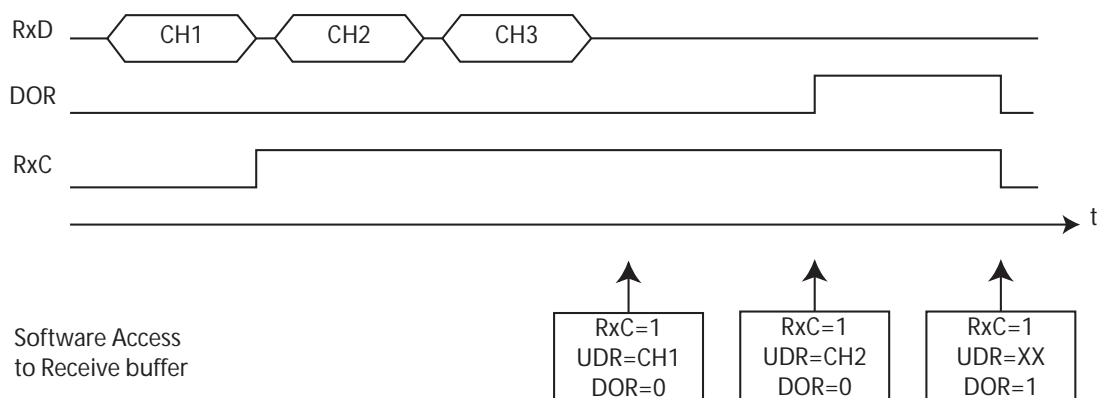 RxD
CH1 CH2 CH3
DOR
RxC
t
Software Access
to Receive buffer
RxC=1
UDR=CH1
DOR=0
RxC=1
UDR=CH2
DOR=0
RxC=1
UDR=XX
DOR=1